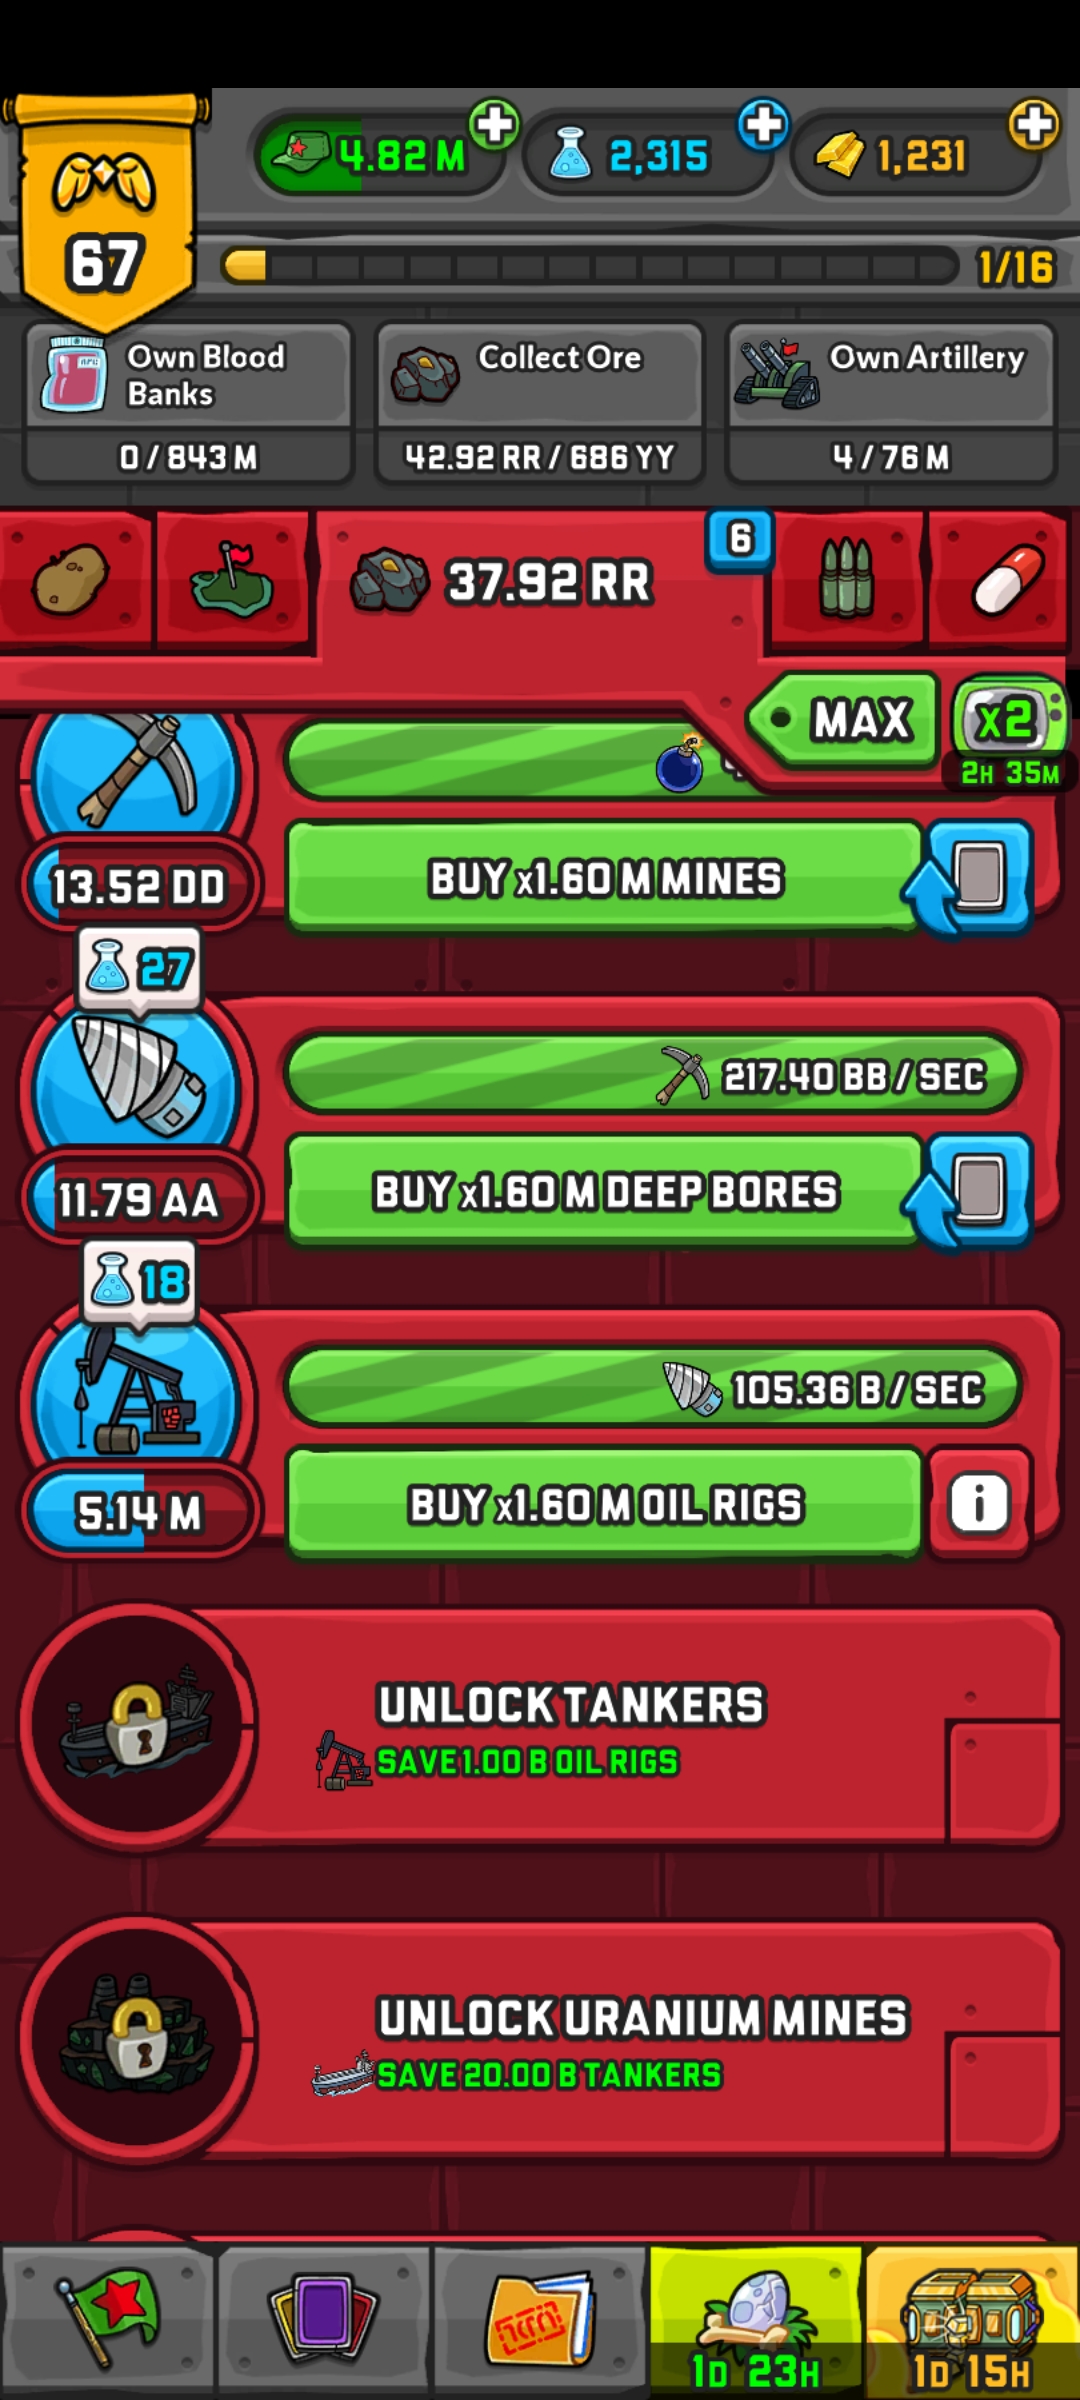 4.82 M
2,315
1,231
67
1/16
Own Blood
Banks
0 / 843 M
Collect Ore
42.92 RR / 686 YY
Own Artillery
4 / 76 M
37.92 RR
6
MAX
x2
2H 35M
13.52 DD
BUY x1.60 M MINES
27
217.40 BB / SEC
11.79 AA
BUY x1.60 M DEEP BORES
18
105.36 B / SEC
5.14 M
BUY x1.60 M OIL RIGS
i
UNLOCK TANKERS
SAVE 1.00 B OIL RIGS
UNLOCK URANIUM MINES
SAVE 20.00 B TANKERS
1D 23H
1D 15H